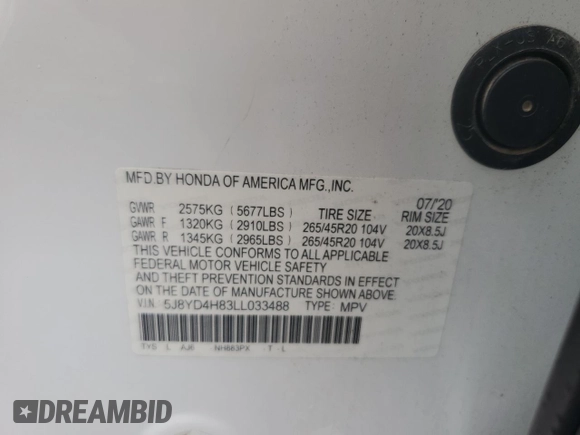 MFD.BY HONDA OF AMERICA MFG.,INC.
07/'20
GVWR 2575KG (5677LBS) TIRE SIZE RIM SIZE
GAWR F 1320KG (2910LBS) 265/45R20 104V 20X8.5J
GAWR R 1345KG (2965LBS) 265/45R20 104V 20X8.5J
THIS VEHICLE CONFORMS TO ALL APPLICABLE
FEDERAL MOTOR VEHICLE SAFETY
AND THEFT PREVENTION STANDARDS IN EFFECT
ON THE DATE OF MANUFACTURE SHOWN ABOVE.
V.I.N. 5J8YD4H83LL033488 TYPE MPV
L NH883PX T L
DREAMBID